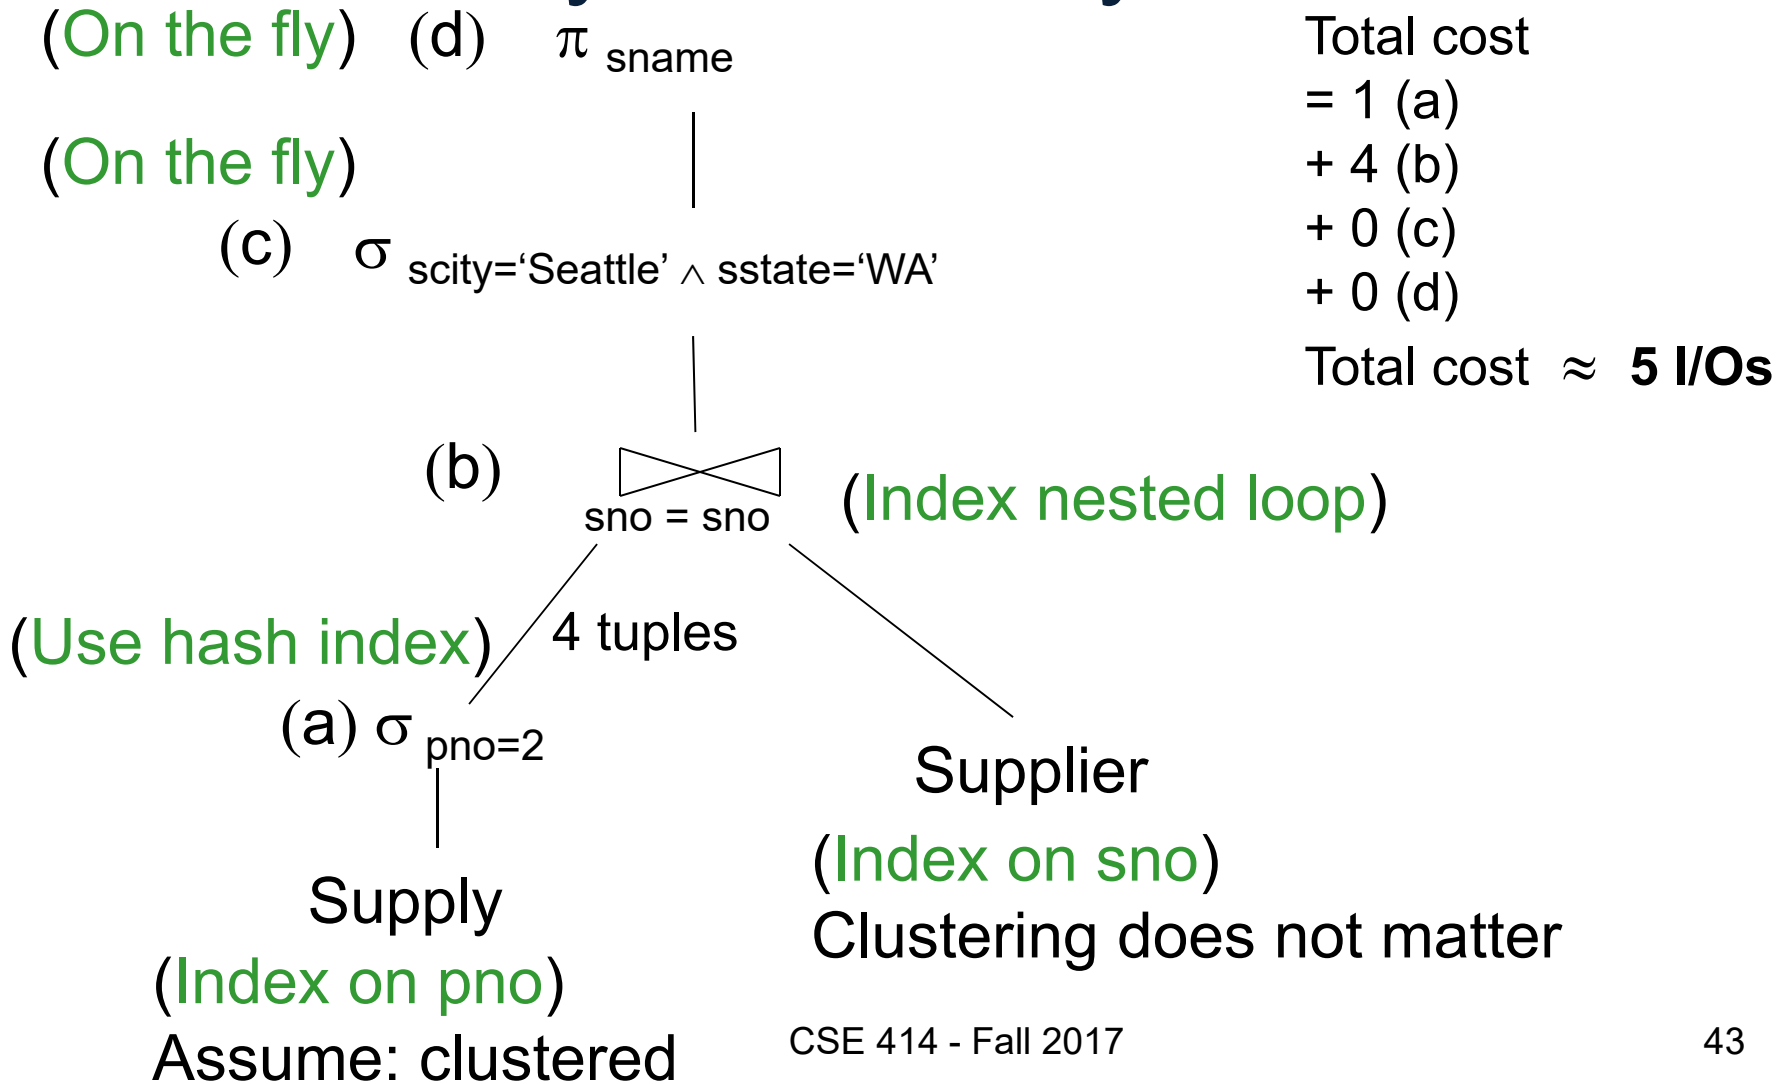 (On the fly) (d) π sname
(On the fly)
(c) σ scity=‘Seattle’ ∧ sstate=‘WA’
(b)
sno = sno
(Index nested loop)
(Use hash index)
4 tuples
(a) σ pno=2
Supply
(Index on pno)
Assume: clustered
Supplier
(Index on sno)
Clustering does not matter
Total cost
= 1 (a)
+ 4 (b)
+ 0 (c)
+ 0 (d)
Total cost ≈ 5 I/Os
CSE 414 - Fall 2017
43